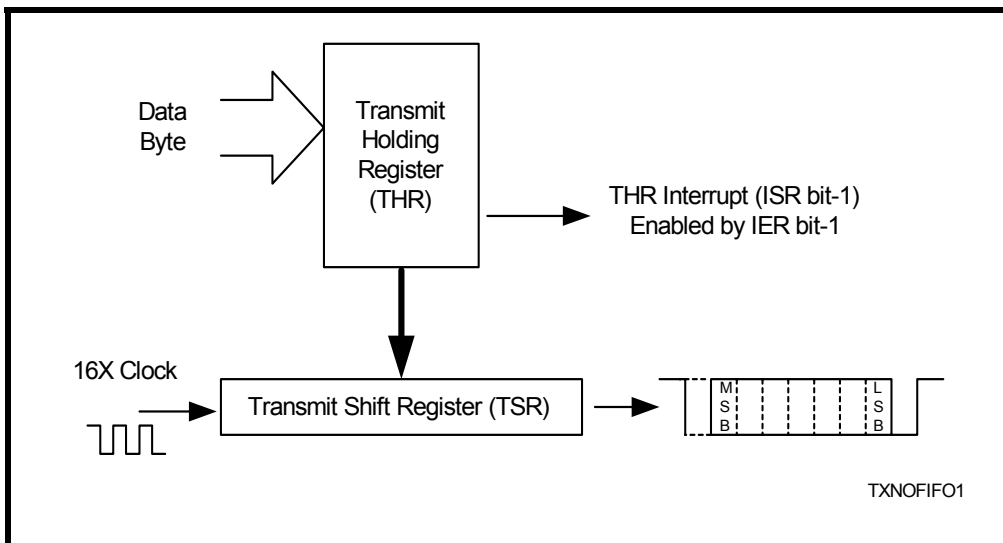 Data
Byte
Transmit
Holding
Register
(THR)
THR Interrupt (ISR bit-1)
Enabled by IER bit-1
16X Clock
Transmit Shift Register (TSR)
M
S
B
L
S
B
TXNOFIFO1